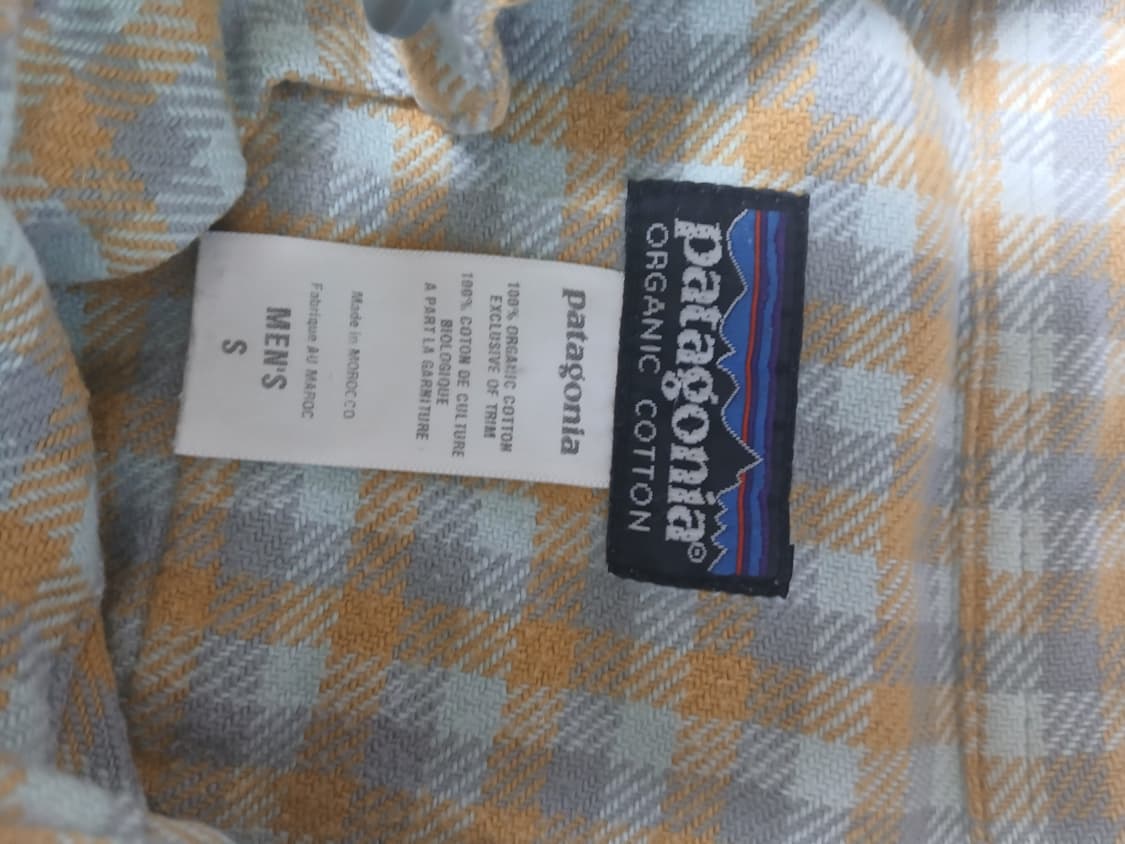 patagonia®
ORGANIC COTTON
patagonia
100% ORGANIC COTTON
EXCLUSIVE OF TRIM
100% COTON DE CULTURE
BIOLOGIQUE
A PART LA GARNITURE
Made in MOROCCO
Fabrique AU MAROC
MEN'S
S